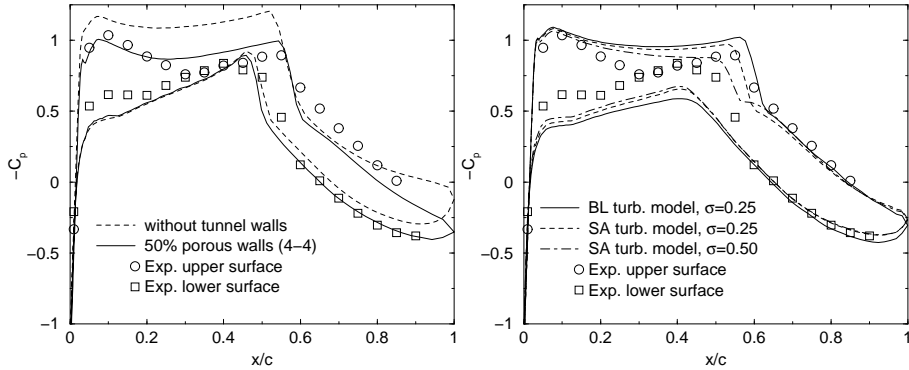 1
0.5
0
−0.5
−1
−Cp
0 0.2 0.4 0.6 0.8 1
x/c
without tunnel walls
50% porous walls (4−4)
Exp. upper surface
Exp. lower surface
1
0.5
0
−0.5
−1
−Cp
0 0.2 0.4 0.6 0.8 1
x/c
BL turb. model, σ=0.25
SA turb. model, σ=0.25
SA turb. model, σ=0.50
Exp. upper surface
Exp. lower surface